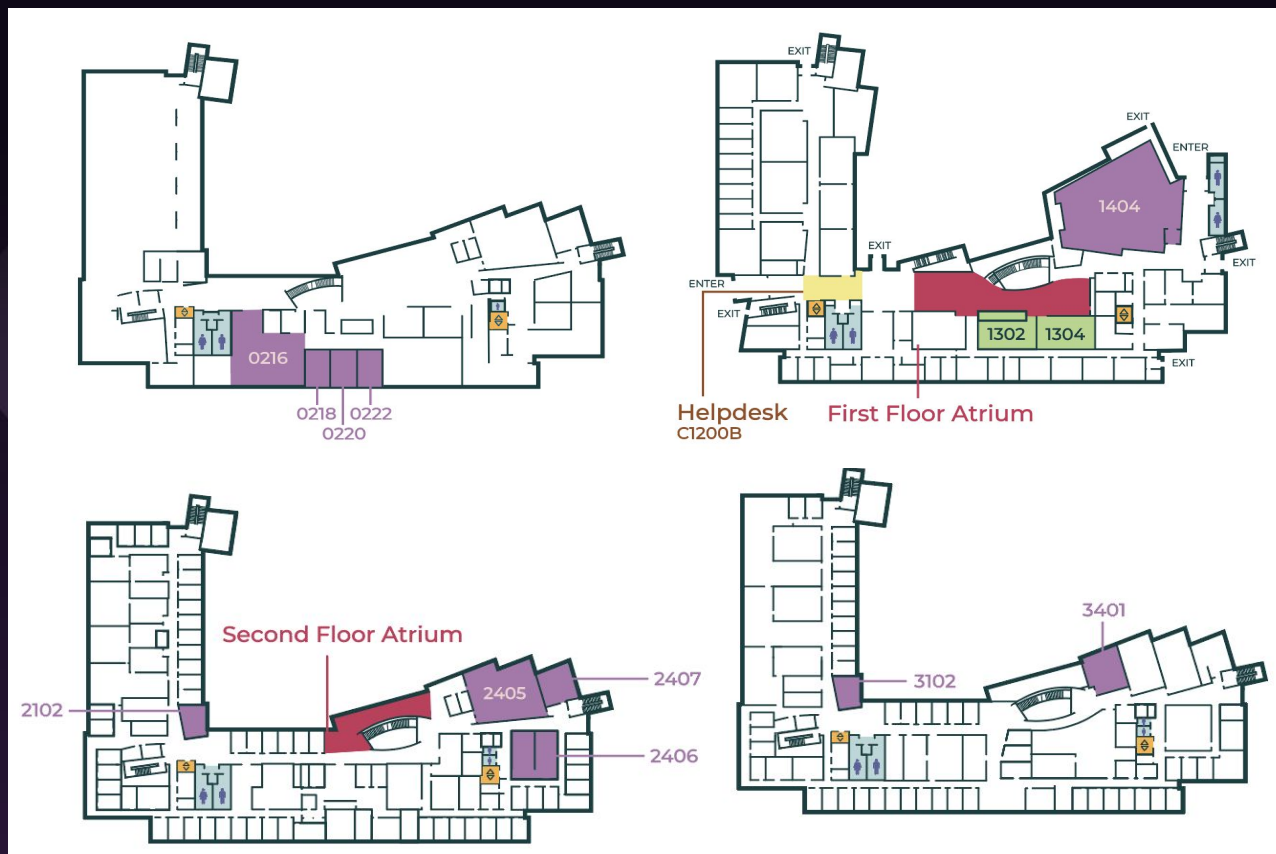 0216
0218
0222
0220
EXIT
EXIT
ENTER
1404
EXIT
ENTER
EXIT
EXIT
1302
1304
EXIT
Helpdesk
C1200B
First Floor Atrium
Second Floor Atrium
2102
2405
2407
2406
3401
3102